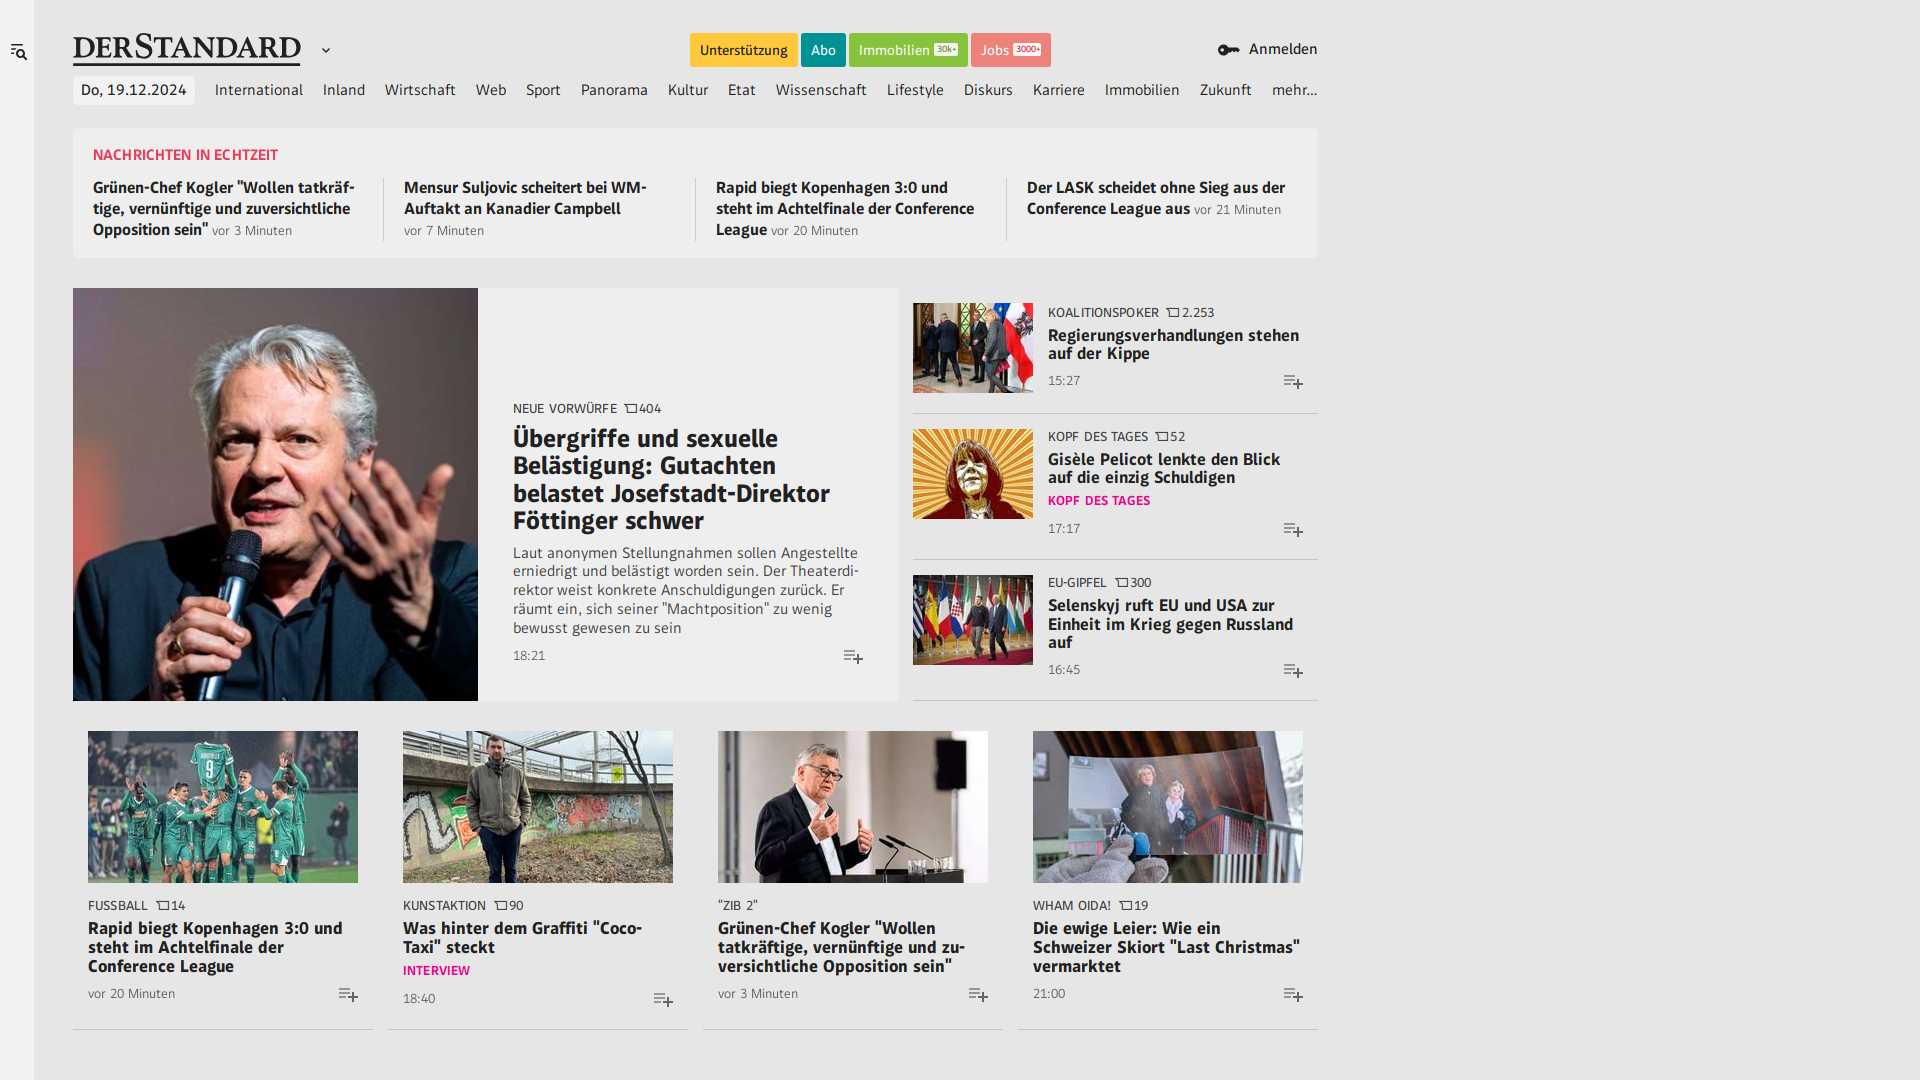 DERSTANDARD
Unterstützung
Abo
Immobilien 30k+
Jobs 3000+
Anmelden
Do, 19.12.2024
International
Inland
Wirtschaft
Web
Sport
Panorama
Kultur
Etat
Wissenschaft
Lifestyle
Diskurs
Karriere
Immobilien
Zukunft
mehr...
NACHRICHTEN IN ECHTZEIT
Grünen-Chef Kogler "Wollen tatkräf-
tige, vernünftige und zuversichtliche
Opposition sein" vor 3 Minuten
Mensur Suljovic scheitert bei WM-
Auftakt an Kanadier Campbell
vor 7 Minuten
Rapid biegt Kopenhagen 3:0 und
steht im Achtelfinale der Conference
League vor 20 Minuten
Der LASK scheidet ohne Sieg aus der
Conference League aus vor 21 Minuten
NEUE VORWÜRFE 404
Übergriffe und sexuelle
Belästigung: Gutachten
belastet Josefstadt-Direktor
Föttinger schwer
Laut anonymen Stellungnahmen sollen Angestellte
erniedrigt und belästigt worden sein. Der Theaterdi-
rektor weist konkrete Anschuldigungen zurück. Er
räumt ein, sich seiner "Machtposition" zu wenig
bewusst gewesen zu sein
18:21
KOALITIONSPOKER 2.253
Regierungsverhandlungen stehen
auf der Kippe
15:27
KOPF DES TAGES 52
Gisèle Pelicot lenkte den Blick
auf die einzig Schuldigen
KOPF DES TAGES
17:17
EU-GIPFEL 300
Selenskyj ruft EU und USA zur
Einheit im Krieg gegen Russland
auf
16:45
9
FUSSBALL 14
Rapid biegt Kopenhagen 3:0 und
steht im Achtelfinale der
Conference League
vor 20 Minuten
KUNSTAKTION 90
Was hinter dem Graffiti "Coco-
Taxi" steckt
INTERVIEW
18:40
"ZIB 2"
Grünen-Chef Kogler "Wollen
tatkräftige, vernünftige und zu-
versichtliche Opposition sein"
vor 3 Minuten
WHAM OIDA! 19
Die ewige Leier: Wie ein
Schweizer Skiort "Last Christmas"
vermarktet
21:00